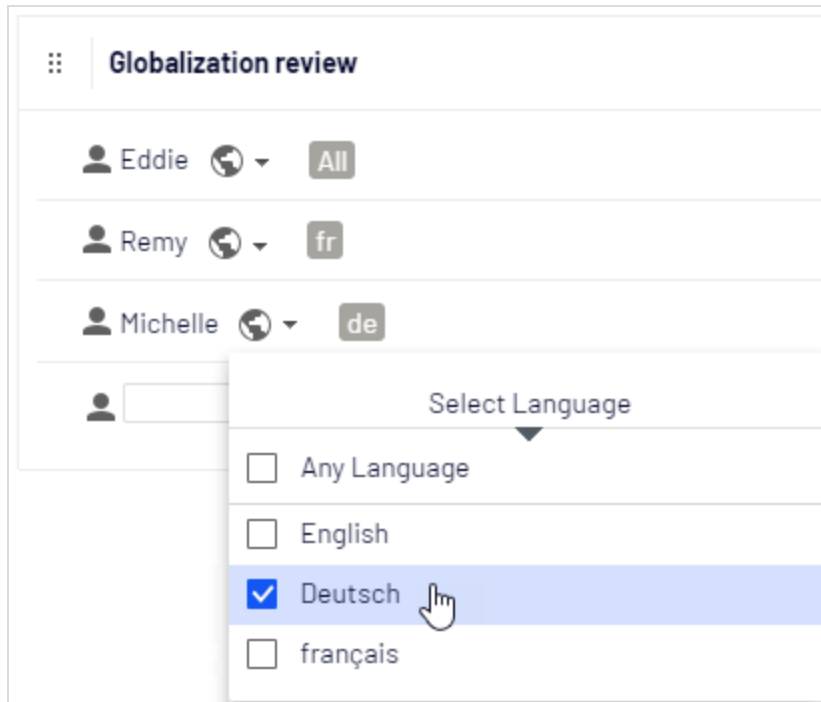 Globalization review
Eddie All
Remy fr
Michelle de
Select Language
Any Language
English
Deutsch
français